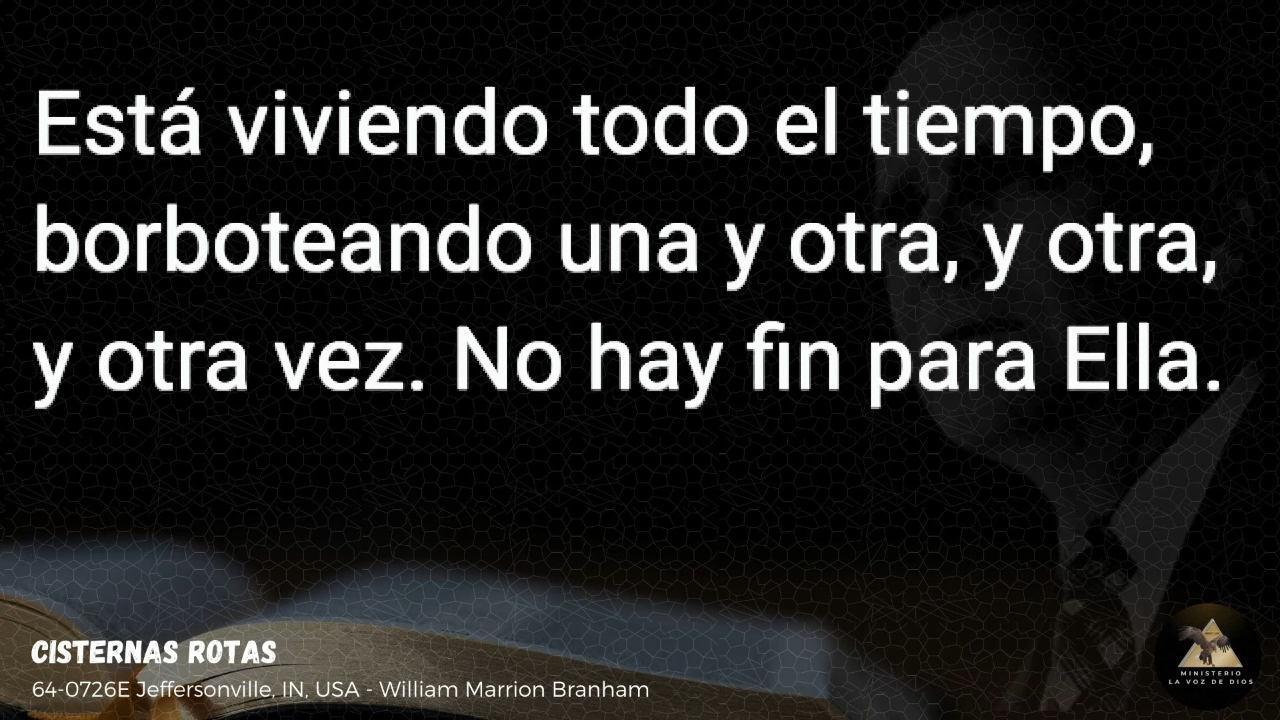 Está viviendo todo el tiempo,
borboteando una y otra, y otra,
y otra vez. No hay fin para Ella.
CISTERNAS ROTAS
64-0726E Jeffersonville, IN, USA - William Marrion Branham
MINISTERIO
LA VOZ DE DIOS